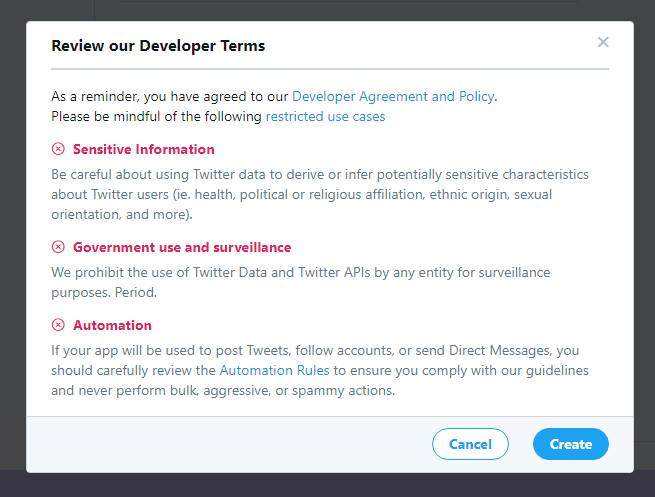 Review our Developer Terms
As a reminder, you have agreed to our Developer Agreement and Policy.
Please be mindful of the following restricted use cases
Sensitive Information
Be careful about using Twitter data to derive or infer potentially sensitive characteristics
about Twitter users (ie. health, political or religious affiliation, ethnic origin, sexual
orientation, and more).
Government use and surveillance
We prohibit the use of Twitter Data and Twitter APIs by any entity for surveillance
purposes. Period.
Automation
If your app will be used to post Tweets, follow accounts, or send Direct Messages, you
should carefully review the Automation Rules to ensure you comply with our guidelines
and never perform bulk, aggressive, or spammy actions.
Cancel
Create